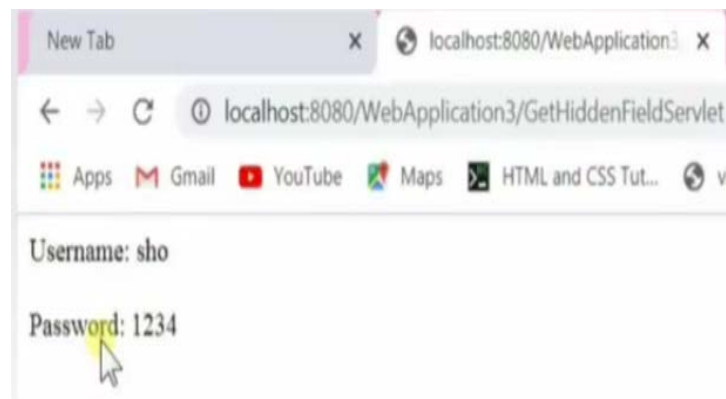 New Tab
localhost:8080/WebApplication3
localhost:8080/WebApplication3/GetHiddenFieldServlet
Apps Gmail YouTube Maps HTML and CSS Tut... v
Username: sho
Password: 1234